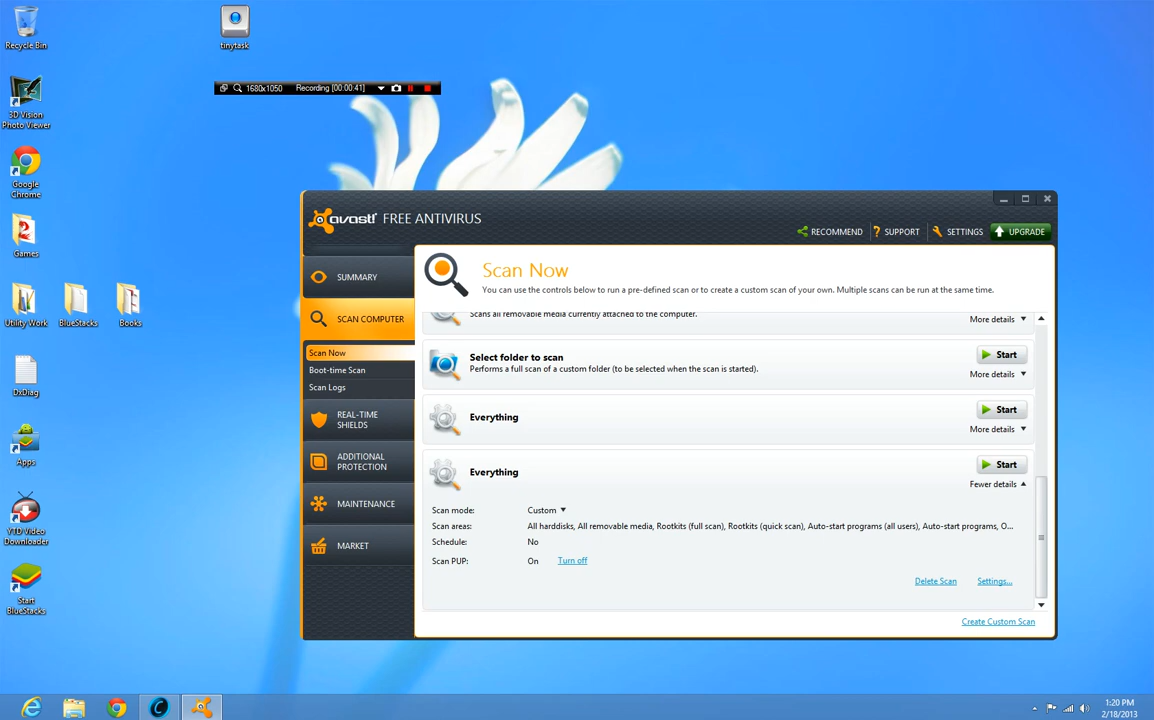 Recycle Bin
tinytask
1680x1050 Recording [00:00:41]
3D Vision
Photo Viewer
Google
Chrome
Games
Utility Work
BlueStacks
Books
DxDiag
Apps
YTD Video
Downloader
Start
BlueStacks
avast! FREE ANTIVIRUS
RECOMMEND
SUPPORT
SETTINGS
UPGRADE
SUMMARY
SCAN COMPUTER
Scan Now
Boot-time Scan
Scan Logs
REAL-TIME
SHIELDS
ADDITIONAL
PROTECTION
MAINTENANCE
MARKET
Scan Now
You can use the controls below to run a pre-defined scan or to create a custom scan of your own. Multiple scans can be run at the same time.
Scans all removable media currently attached to the computer.
More details
Select folder to scan
Start
Performs a full scan of a custom folder (to be selected when the scan is started).
More details
Everything
Start
More details
Everything
Start
Fewer details
Scan mode: Custom
Scan areas: All harddisks, All removable media, Rootkits (full scan), Rootkits (quick scan), Auto-start programs (all users), Auto-start programs, O...
Schedule: No
Scan PUP: On Turn off
Delete Scan Settings...
Create Custom Scan
1:20 PM
2/18/2013